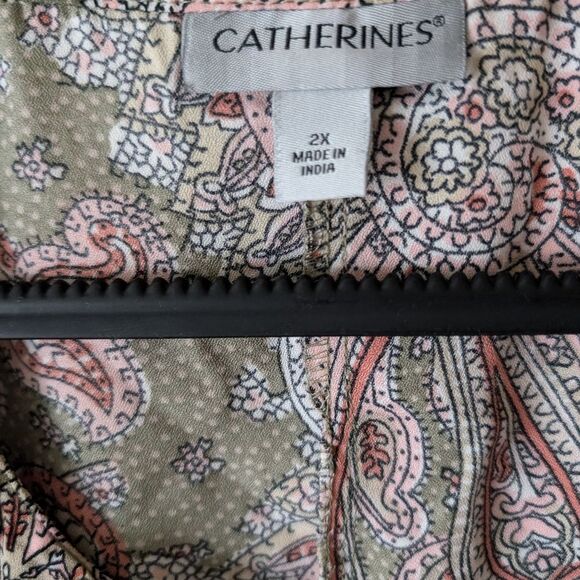 CATHERINES®
2X
MADE IN
INDIA